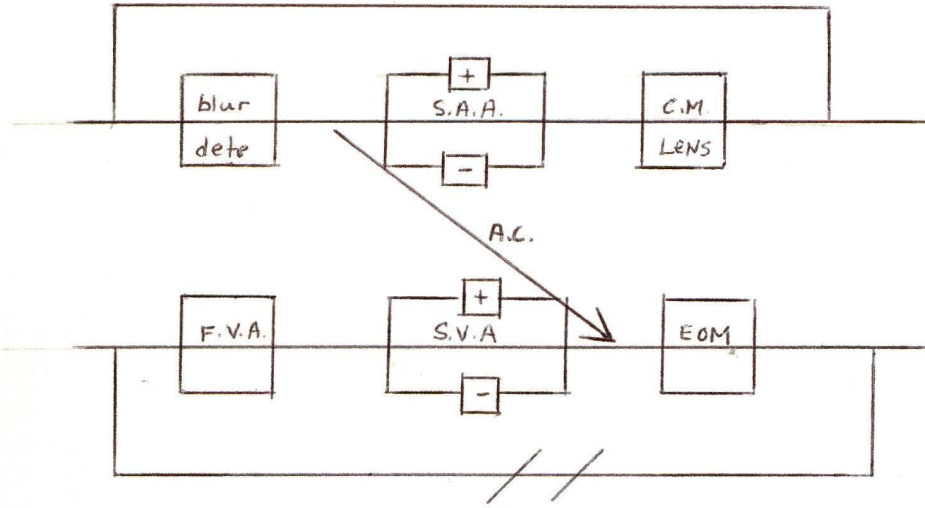 +
blur
dete
S.A.A.
C.M.
LENS
-
A.C.
+
F.V.A.
S.V.A
EOM
-